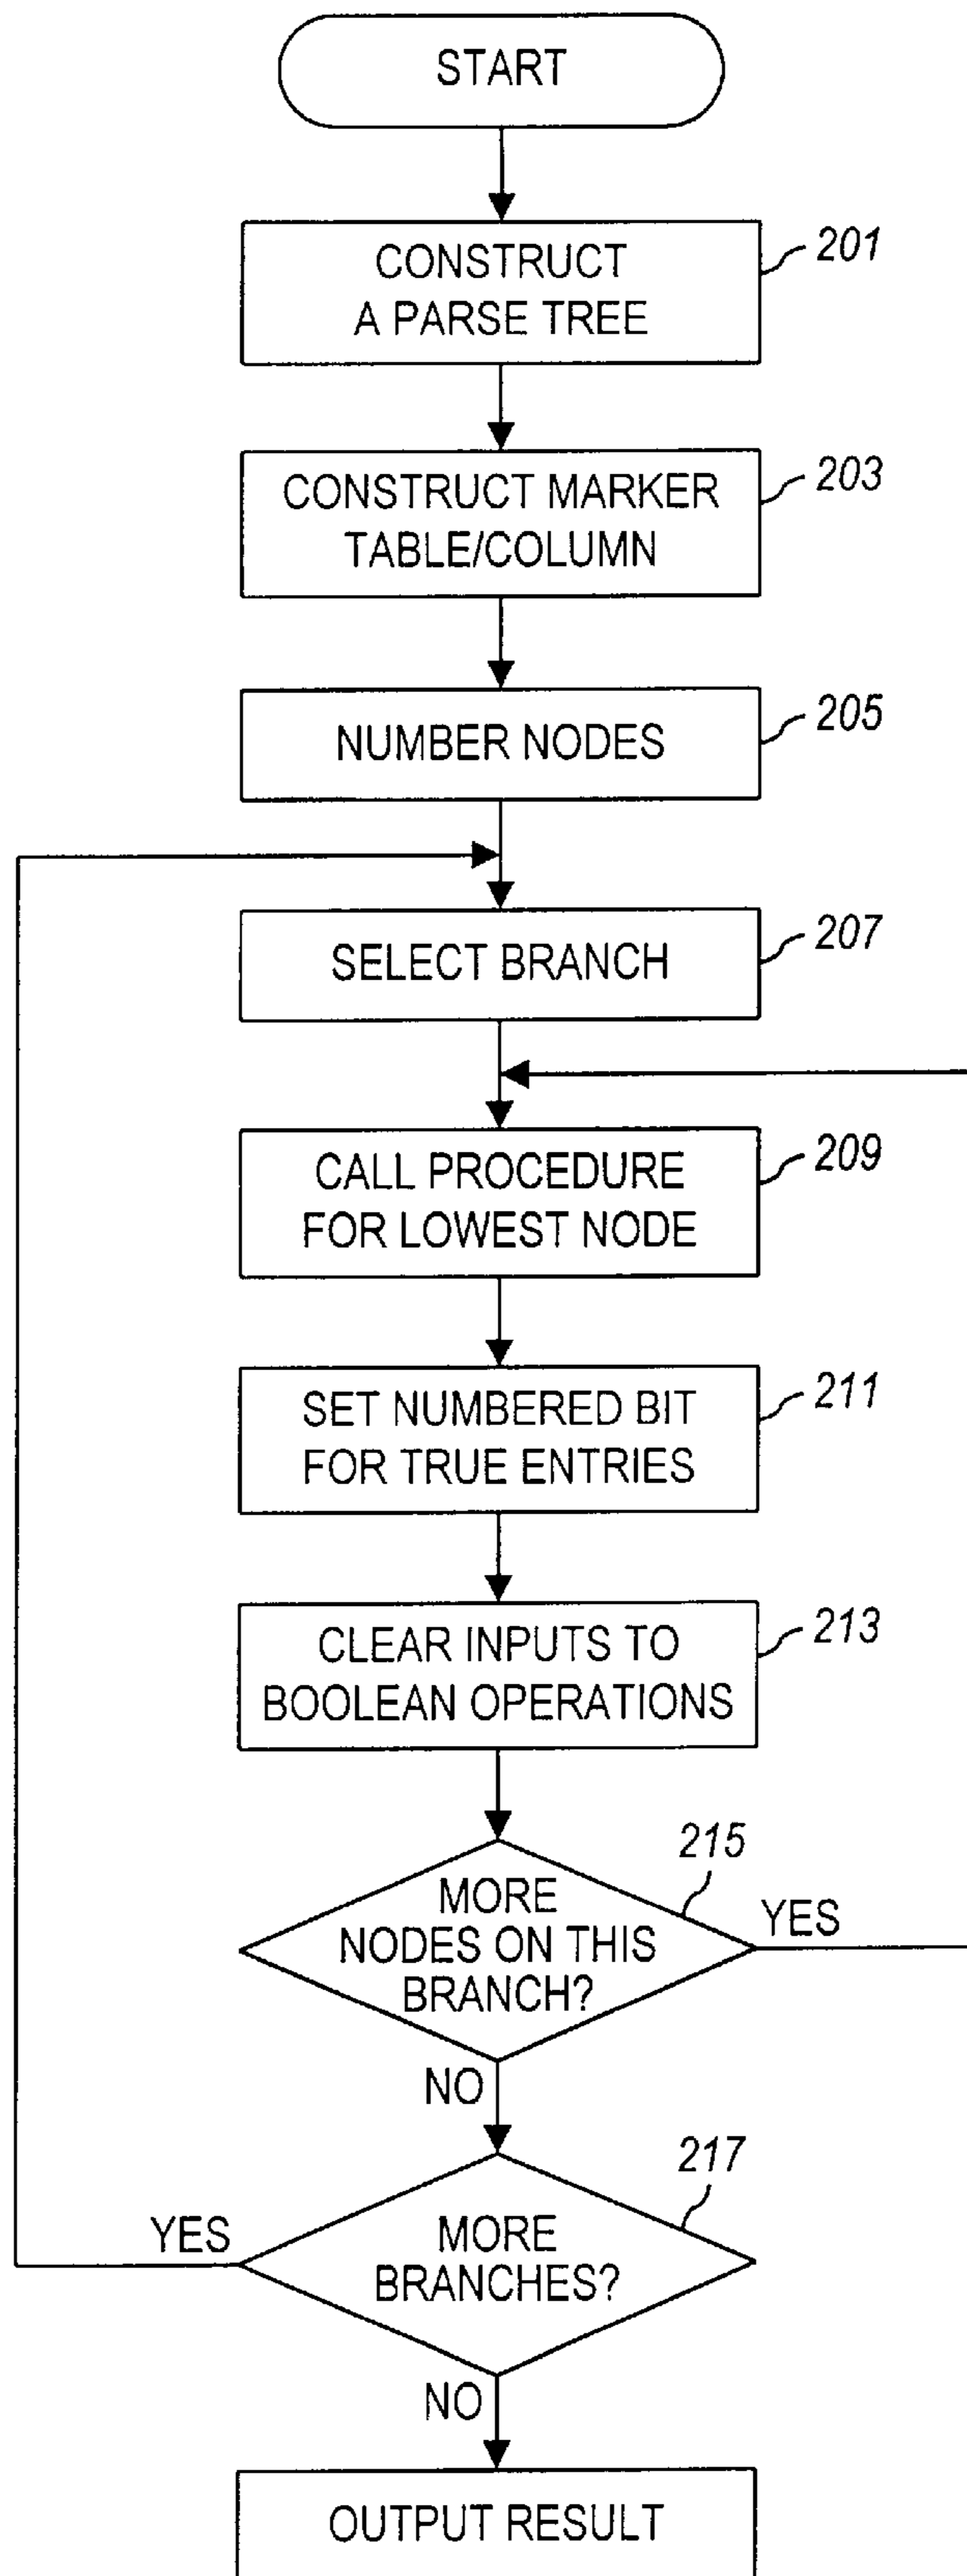 START
CONSTRUCT
A PARSE TREE
201
CONSTRUCT MARKER
TABLE/COLUMN
203
NUMBER NODES
205
SELECT BRANCH
207
CALL PROCEDURE
FOR LOWEST NODE
209
SET NUMBERED BIT
FOR TRUE ENTRIES
211
CLEAR INPUTS TO
BOOLEAN OPERATIONS
213
MORE
NODES ON THIS
BRANCH?
215
YES
NO
MORE
BRANCHES?
217
YES
NO
OUTPUT RESULT